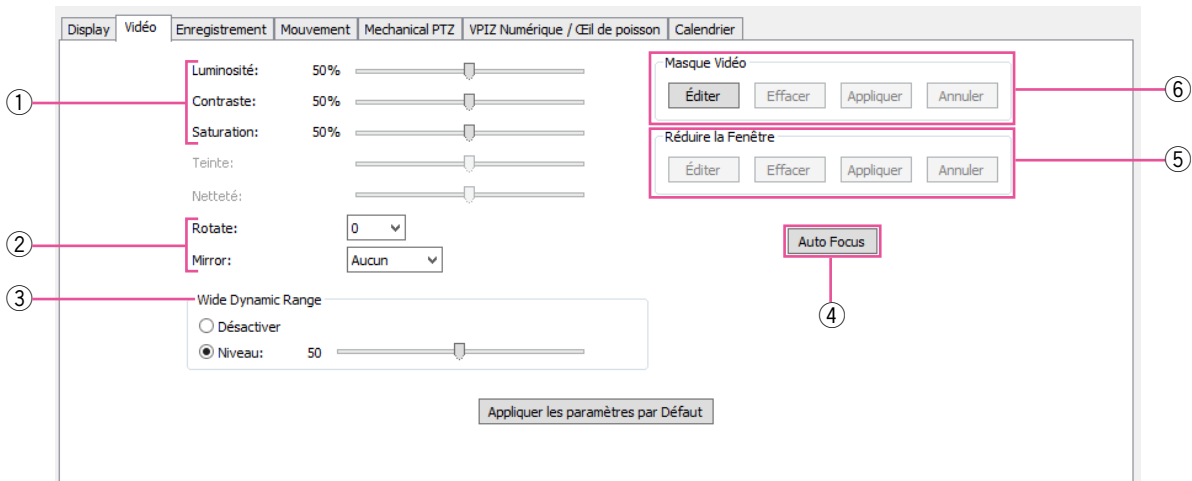 Display Vidéo Enregistrement Mouvement Mechanical PTZ VPIZ Numérique / Œil de poisson Calendrier
① Luminosité: 50%
Contraste: 50%
Saturation: 50%
Teinte:
Netteté:
② Rotate: 0
Mirror: Aucun
③ Wide Dynamic Range
Désactiver
Niveau: 50
Masque Vidéo ⑥
Éditer Effacer Appliquer Annuler
Réduire la Fenêtre ⑤
Éditer Effacer Appliquer Annuler
Auto Focus
④
Appliquer les paramètres par Défaut